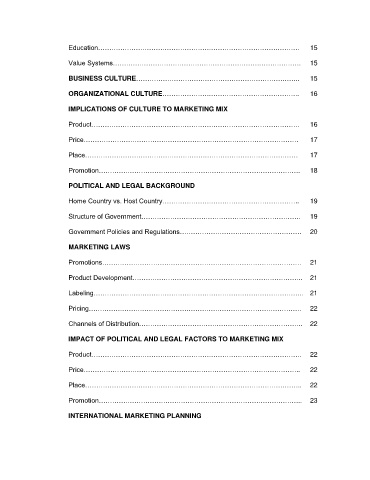 Education……………………………………………………………………………….. 15
Value Systems………………………………………………………………………… 15
BUSINESS CULTURE……………………………………………………………….. 15
ORGANIZATIONAL CULTURE…………………………………………………….. 16
IMPLICATIONS OF CULTURE TO MARKETING MIX
Product………………………………………………………………………………… 16
Price……………………………………………………………………………………. 17
Place…………………………………………………………………………………… 17
Promotion……………………………………………………………………………... 18
POLITICAL AND LEGAL BACKGROUND
Home Country vs. Host Country…………………………………………………….. 19
Structure of Government…………………………………………………………….. 19
Government Policies and Regulations……………………………………………… 20
MARKETING LAWS
Promotions…………………………………………………………………………….. 21
Product Development………………………………………………………………… 21
Labeling………………………………………………………………………………... 21
Pricing………………………………………………………………………………….. 22
Channels of Distribution……………………………………………………………… 22
IMPACT OF POLITICAL AND LEGAL FACTORS TO MARKETING MIX
Product………………………………………………………………………………… 22
Price……………………………………………………………………………………. 22
Place…………………………………………………………………………………… 22
Promotion……………………………………………………………………………... 23
INTERNATIONAL MARKETING PLANNING